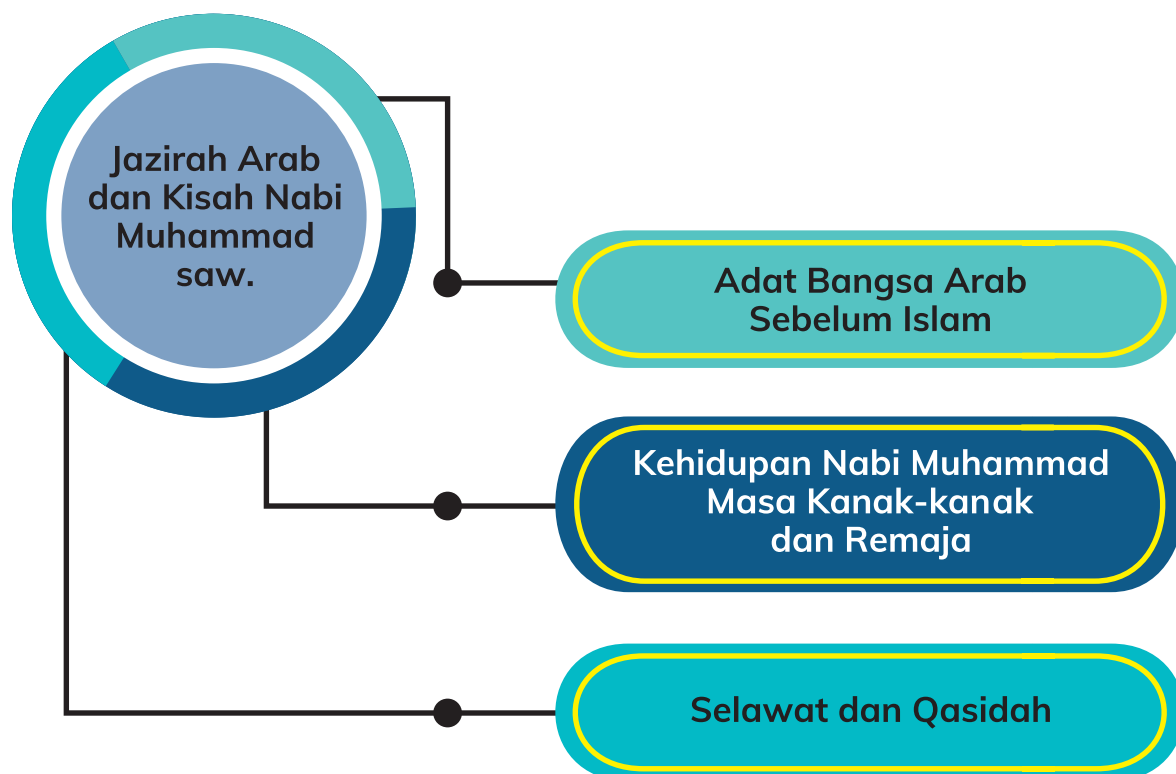 Jazirah Arab
dan Kisah Nabi
Muhammad
saw.
Adat Bangsa Arab
Sebelum Islam
Kehidupan Nabi Muhammad
Masa Kanak-kanak
dan Remaja
Selawat dan Qasidah